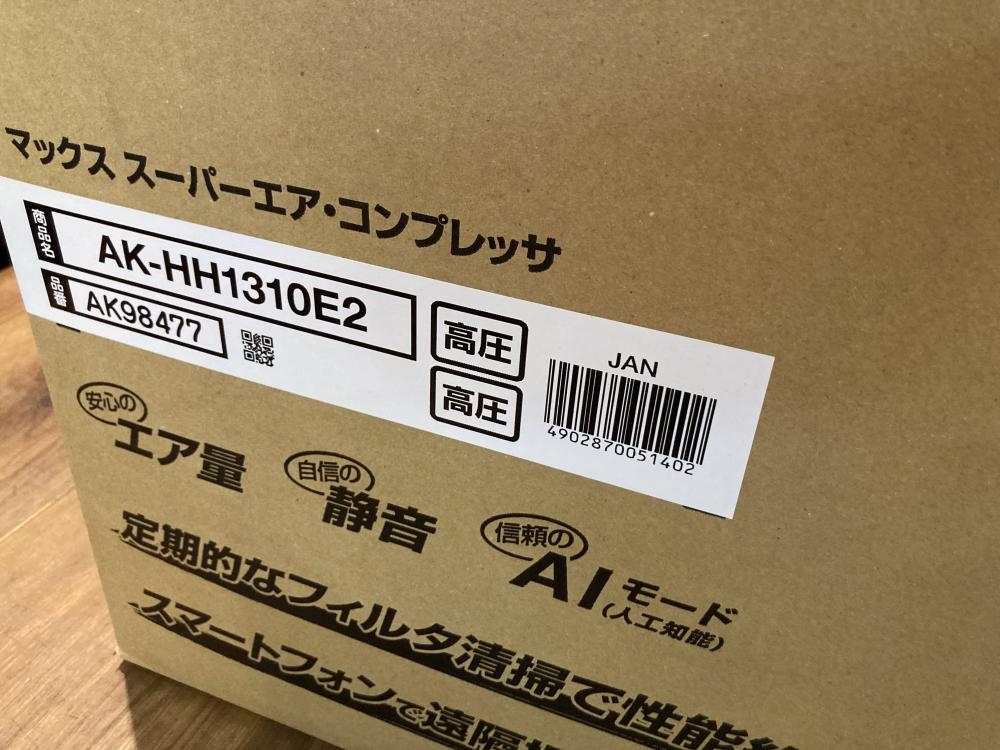 マックス スーパーエア・コンプレッサ
商品名 AK-HH1310E2
品番 AK98477
高圧
高圧
JAN
4902870051402
安心の
エア量
自信の
静音
信頼の
AIモード
(人工知能)
定期的なフィルタ清掃で性能
スマートフォンで遠隔